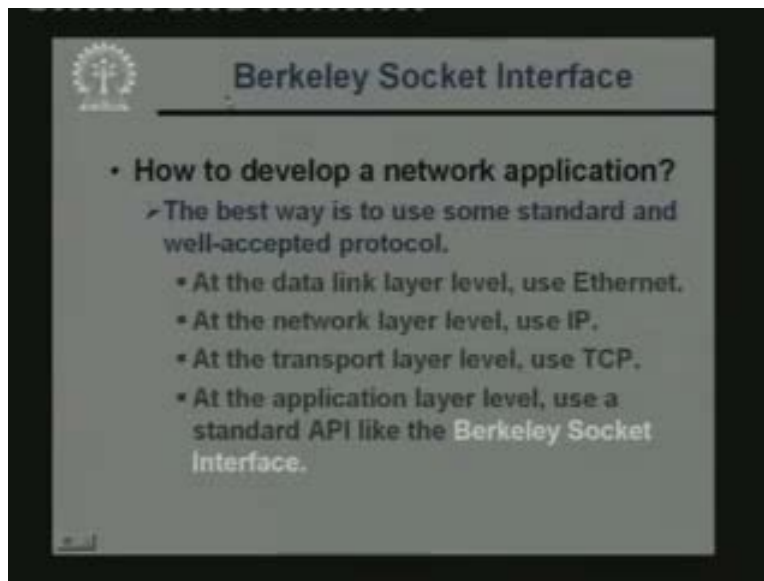 Berkeley Socket Interface
• How to develop a network application?
➢The best way is to use some standard and
well-accepted protocol.
▪ At the data link layer level, use Ethernet.
▪ At the network layer level, use IP.
▪ At the transport layer level, use TCP.
▪ At the application layer level, use a
standard API like the Berkeley Socket
Interface.